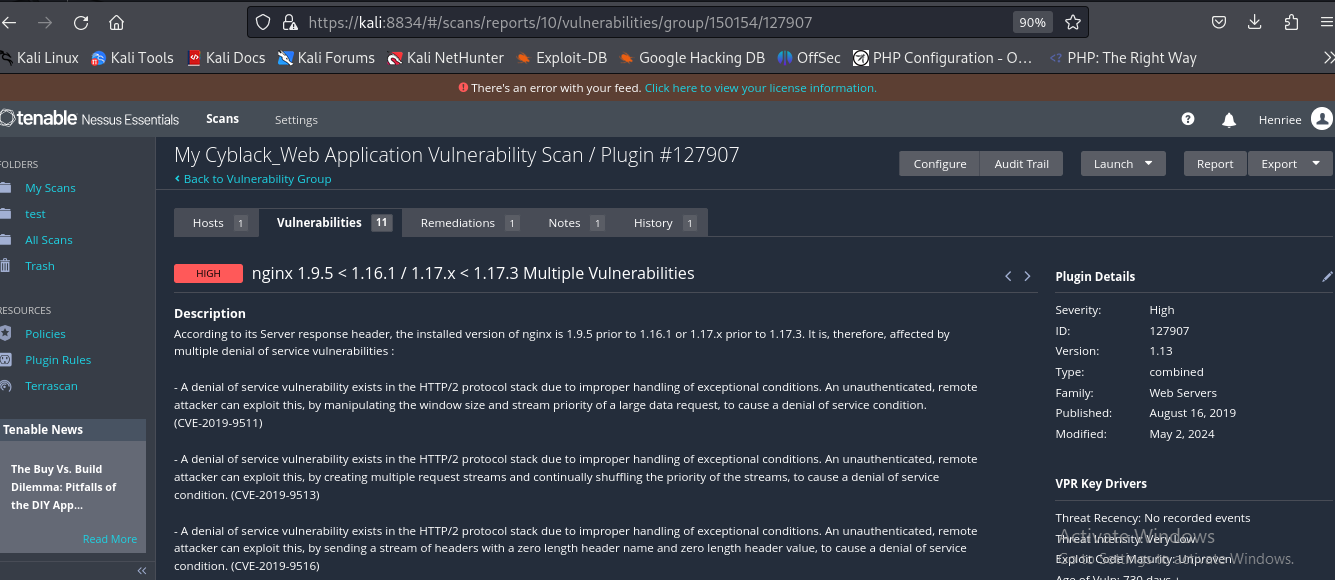 https://kali:8834/#/scans/reports/10/vulnerabilities/group/150154/127907 90%
Kali Linux Kali Tools Kali Docs Kali Forums Kali NetHunter Exploit-DB Google Hacking DB OffSec PHP Configuration - O... PHP: The Right Way
There's an error with your feed. Click here to view your license information.
tenable Nessus Essentials Scans Settings Henriee
FOLDERS
My Scans
test
All Scans
Trash
RESOURCES
Policies
Plugin Rules
Terrascan
Tenable News
The Buy Vs. Build
Dilemma: Pitfalls of
the DIY App...
Read More
My Cyblack_Web Application Vulnerability Scan / Plugin #127907
Back to Vulnerability Group
Configure Audit Trail Launch Report Export
Hosts 1 Vulnerabilities 11 Remediations 1 Notes 1 History 1
HIGH nginx 1.9.5 < 1.16.1 / 1.17.x < 1.17.3 Multiple Vulnerabilities
Description
According to its Server response header, the installed version of nginx is 1.9.5 prior to 1.16.1 or 1.17.x prior to 1.17.3. It is, therefore, affected by
multiple denial of service vulnerabilities :
- A denial of service vulnerability exists in the HTTP/2 protocol stack due to improper handling of exceptional conditions. An unauthenticated, remote
attacker can exploit this, by manipulating the window size and stream priority of a large data request, to cause a denial of service condition.
(CVE-2019-9511)
- A denial of service vulnerability exists in the HTTP/2 protocol stack due to improper handling of exceptional conditions. An unauthenticated, remote
attacker can exploit this, by creating multiple request streams and continually shuffling the priority of the streams, to cause a denial of service
condition. (CVE-2019-9513)
- A denial of service vulnerability exists in the HTTP/2 protocol stack due to improper handling of exceptional conditions. An unauthenticated, remote
attacker can exploit this, by sending a stream of headers with a zero length header name and zero length header value, to cause a denial of service
condition. (CVE-2019-9516)
Plugin Details
Severity: High
ID: 127907
Version: 1.13
Type: combined
Family: Web Servers
Published: August 16, 2019
Modified: May 2, 2024
VPR Key Drivers
Threat Recency: No recorded events
Threat Intensity: Very Low
Exploit Code Maturity: Unproven
Age of Vuln: 730 days +
Activate Windows
Go to Settings to activate Windows.